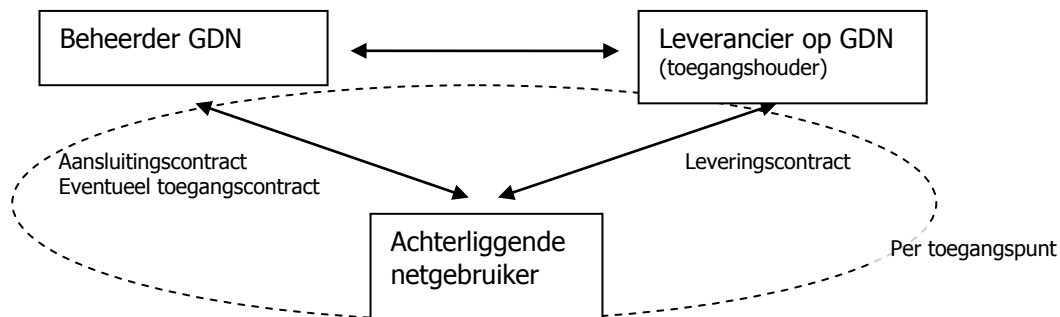 Beheerder GDN
Leverancier op GDN
(toegangshouder)
Aansluitingscontract
Eventueel toegangscontract
Leveringscontract
Achterliggende
netgebruiker
Per toegangspunt